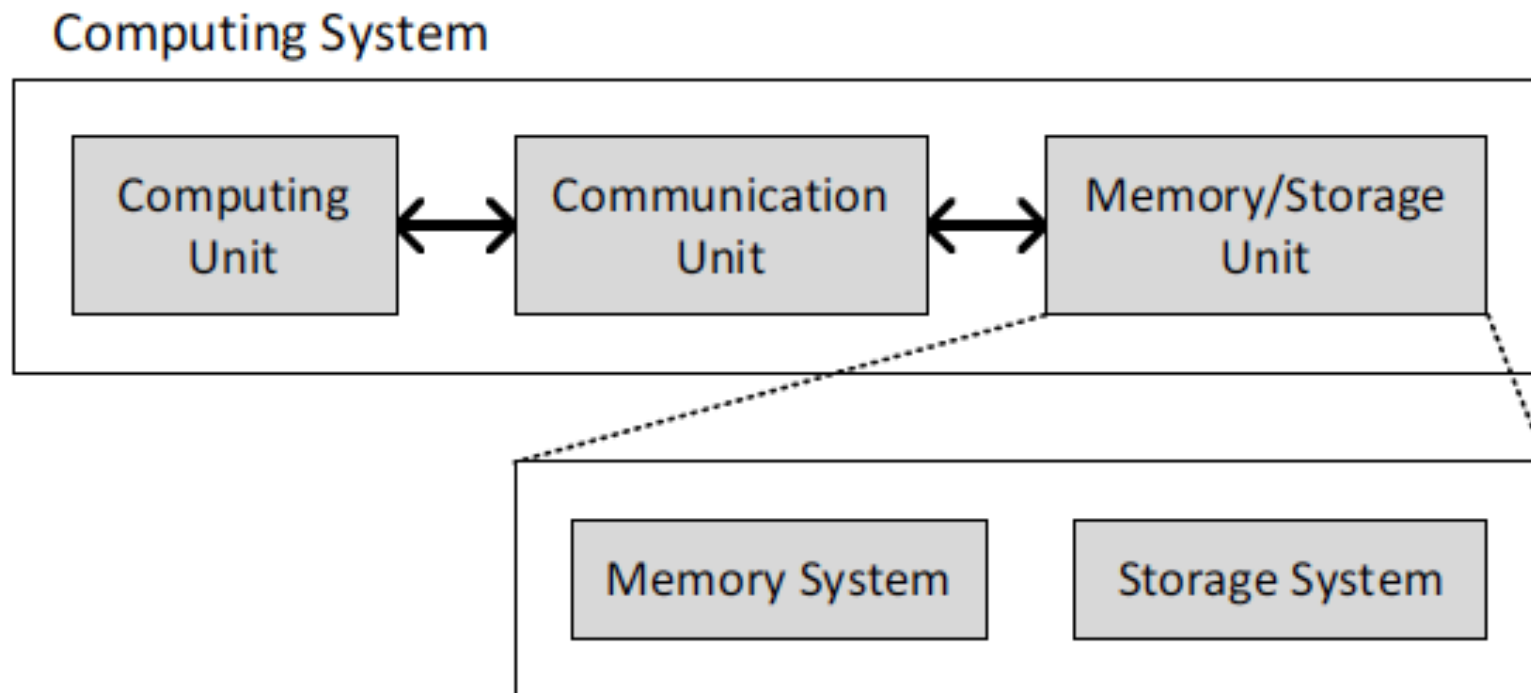 Computing System
Computing
Unit
Communication
Unit
Memory/Storage
Unit
Memory System
Storage System